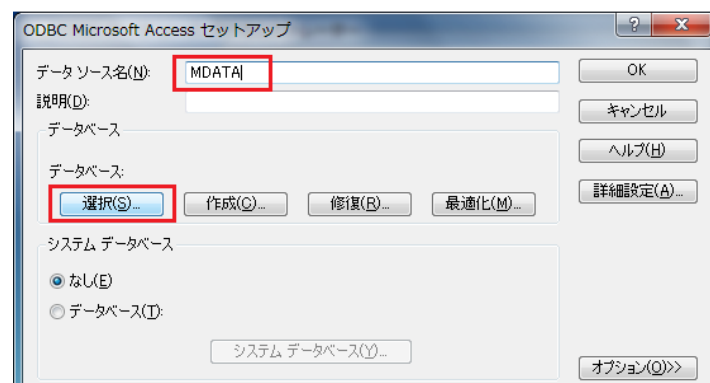 ODBC Microsoft Access セットアップ
データ ソース名(N): MDATA
OK
説明(D):
キャンセル
データベース
ヘルプ(H)
データベース:
詳細設定(A)...
選択(S)... 作成(C)... 修復(R)... 最適化(M)...
システム データベース
なし(E)
データベース(T):
システム データベース(Y)...
オプション(O)>>